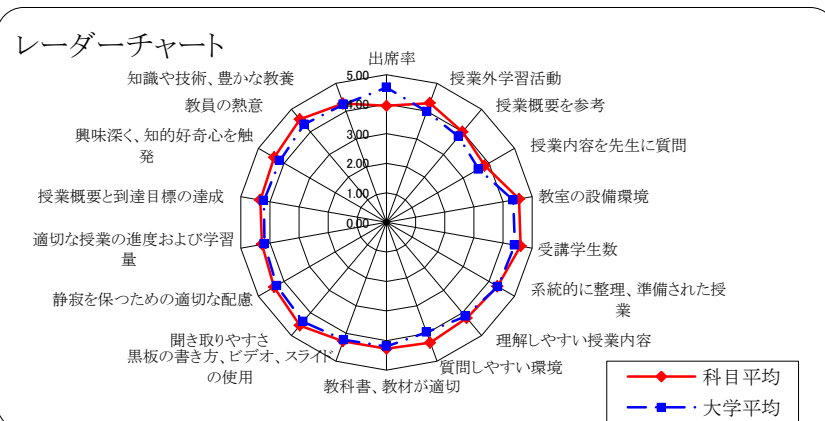 レーダーチャート
出席率
授業外学習活動
授業概要を参考
授業内容を先生に質問
教室の設備環境
受講学生数
系統的に整理、準備された授
業
理解しやすい授業内容
質問しやすい環境
教科書、教材が適切
黒板の書き方、ビデオ、スライド
の使用
聞き取りやすさ
静寂を保つための適切な配慮
適切な授業の進度および学習
量
授業概要と到達目標の達成
興味深く、知的好奇心を触
発
教員の熱意
知識や技術、豊かな教養
5.00
4.00
3.00
2.00
1.00
0.00
科目平均
大学平均